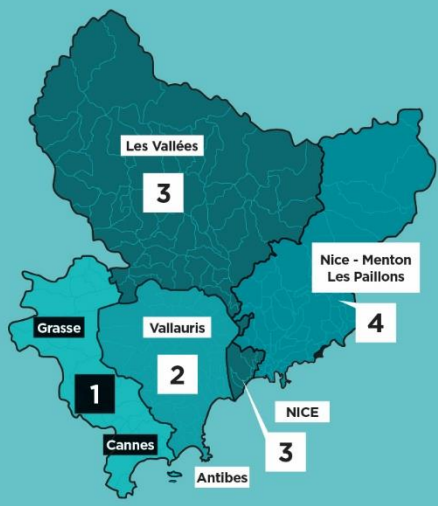 Les Vallées
3
Nice - Menton
Les Paillons
4
Grasse
Vallauris
1
2
NICE
3
Cannes
Antibes